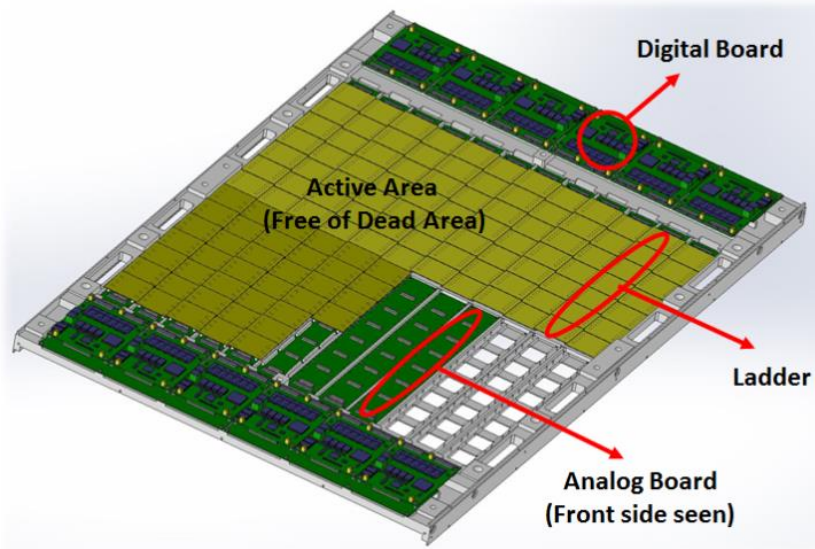 Digital Board
Active Area
(Free of Dead Area)
Ladder
Analog Board
(Front side seen)